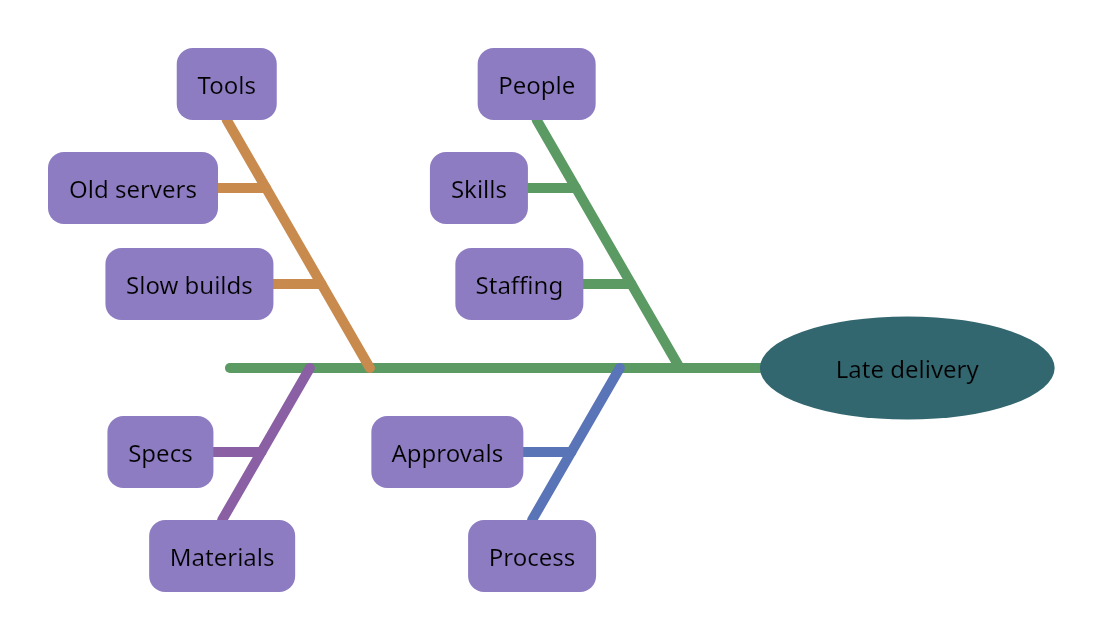 Tools
People
Old servers
Skills
Slow builds
Staffing
Late delivery
Specs
Approvals
Materials
Process